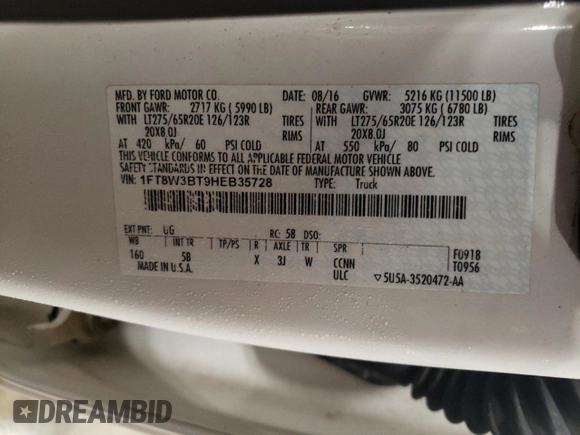 MFD. BY FORD MOTOR CO. DATE: 08/16 GVWR: 5216 KG (11500 LB)
FRONT GAWR: 2717 KG (5990 LB) REAR GAWR: 3075 KG (6780 LB)
WITH LT275/65R20E 126/123R TIRES WITH LT275/65R20E 126/123R TIRES
20X8.0J RIMS 20X8.0J RIMS
AT 420 kPa/ 60 PSI COLD AT 550 kPa/ 80 PSI COLD
THIS VEHICLE CONFORMS TO ALL APPLICABLE FEDERAL MOTOR VEHICLE
SAFETY STANDARDS IN EFFECT ON THE DATE OF MANUFACTURE SHOWN ABOVE.
VIN: 1FT8W3BT9HEB35728 TYPE: Truck
EXT PNT: UG RC: 5B DSO:
WB INT TR TP/PS R AXLE TR SPR
160 5B X 3J W CCNN F0918
MADE IN U.S.A. ULC T0956
▽5U5A-3520472-AA
DREAMBID